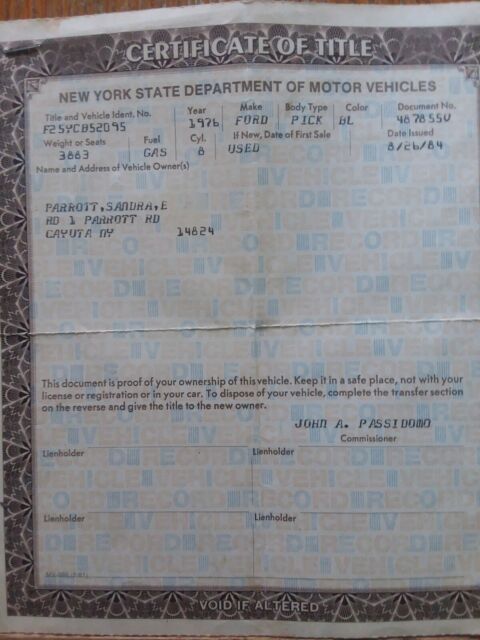 CERTIFICATE OF TITLE
NEW YORK STATE DEPARTMENT OF MOTOR VEHICLES
Title and Vehicle Ident. No. Year Make Body Type Color Document No.
F25YCB52095 1976 FORD PICK BL 467855V
Weight or Seats Fuel Cyl. If New, Date of First Sale Date Issued
3883 GAS 8 USED 8/26/84
Name and Address of Vehicle Owner(s)
PARROTT,SANDRA,E
RD 1 PARROTT RD
CAYUTA NY 14824
This document is proof of your ownership of this vehicle. Keep it in a safe place, not with your
license or registration or in your car. To dispose of your vehicle, complete the transfer section
on the reverse and give the title to the new owner.
JOHN A. PASSIDOMO
Commissioner
Lienholder Lienholder
Lienholder Lienholder
VOID IF ALTERED